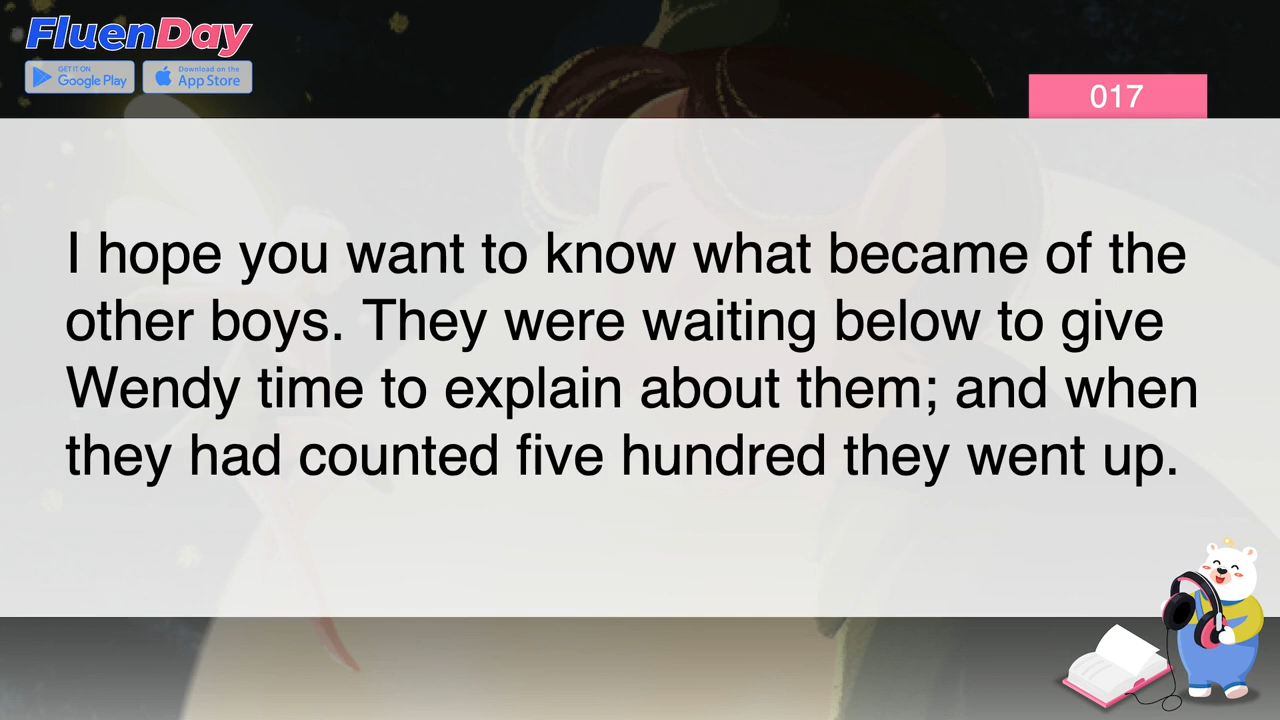 FluenDay
GET IT ON
Google Play
Download on the
App Store
017
I hope you want to know what became of the
other boys. They were waiting below to give
Wendy time to explain about them; and when
they had counted five hundred they went up.